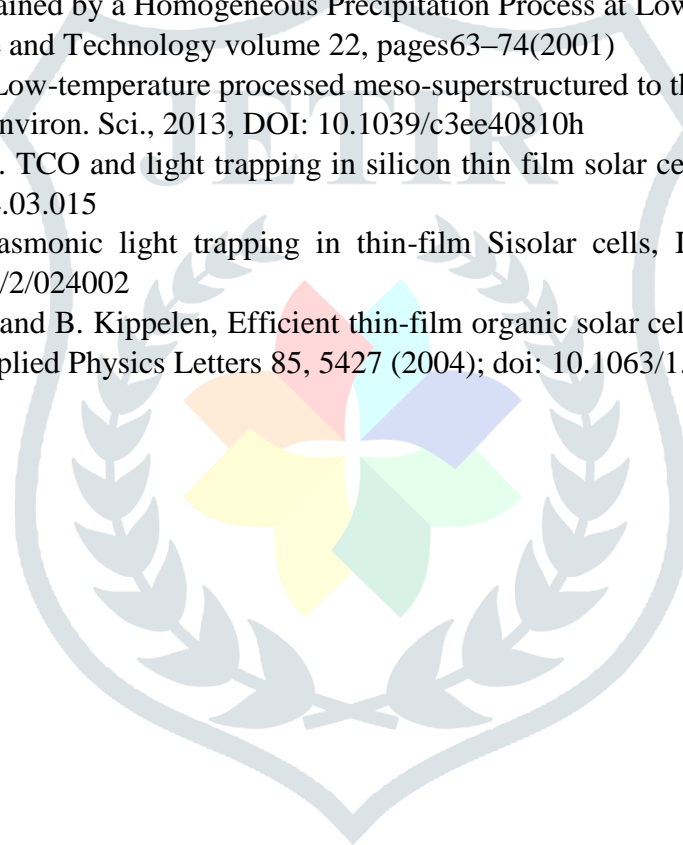 ained by a Homogeneous Precipitation Process at Low
e and Technology volume 22, pages63–74(2001)
Low-temperature processed meso-superstructured to th
nviron. Sci., 2013, DOI: 10.1039/c3ee40810h
. TCO and light trapping in silicon thin film solar ce
.03.015
asmonic light trapping in thin-film Sisolar cells, I
/2/024002
and B. Kippelen, Efficient thin-film organic solar cel
plied Physics Letters 85, 5427 (2004); doi: 10.1063/1.
JETIR